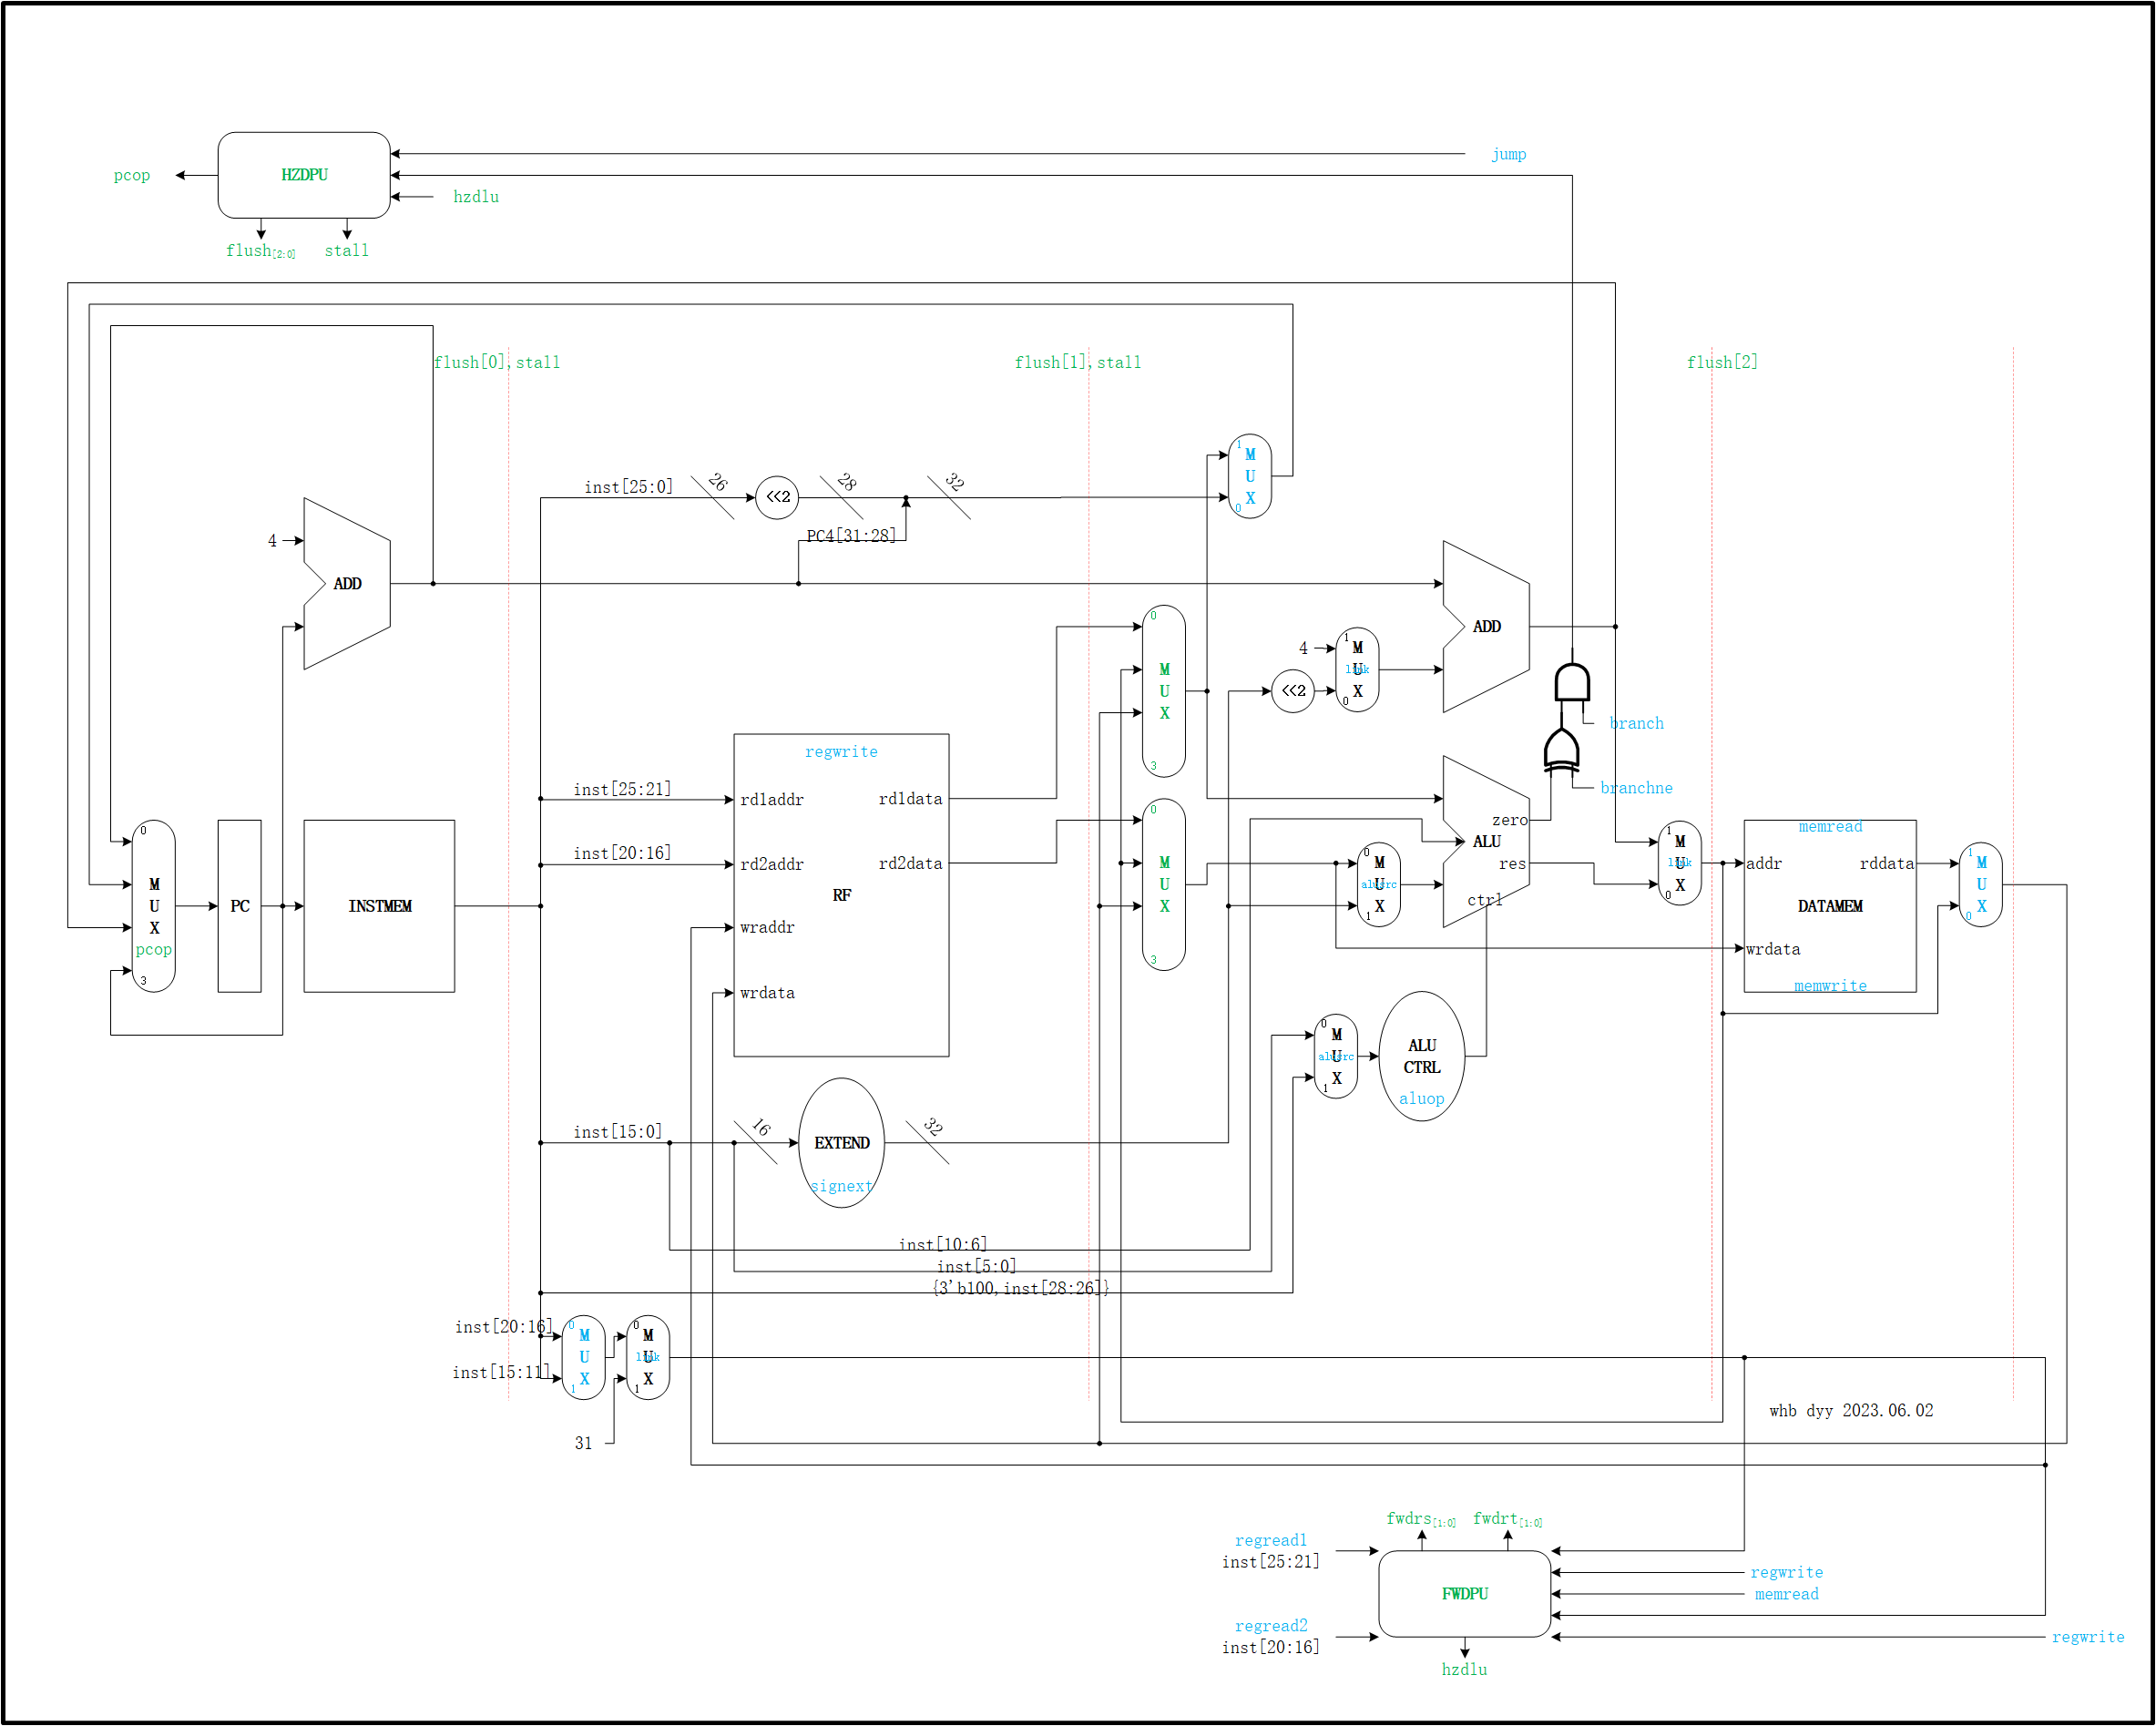 jump
pcop
HZDPU
hzdlu
flush[2:0]
stall
flush[0],stall
flush[1],stall
flush[2]
1
M
U
X
0
inst[25:0]
26
<<2
28
32
PC4[31:28]
4
ADD
0
M
U
X
3
4
1
M
U
X
link
0
<<2
ADD
branch
branchne
regwrite
inst[25:21]
rd1addr
rd1data
inst[20:16]
rd2addr
rd2data
RF
wraddr
wrdata
0
M
U
X
3
0
M
U
X
alusrc
1
zero
ALU
res
ctrl
1
M
U
X
link
0
memread
addr
rddata
DATAMEM
wrdata
memwrite
1
M
U
X
0
0
M
U
X
pcop
3
PC
INSTMEM
0
M
U
X
alusrc
1
ALU
CTRL
aluop
inst[15:0]
16
EXTEND
signext
32
inst[10:6]
inst[5:0]
{3'b100,inst[28:26]}
inst[20:16]
inst[15:11]
0
M
U
X
1
0
M
U
X
link
1
31
whb dyy 2023.06.02
fwdrs[1:0]
fwdrt[1:0]
regread1
inst[25:21]
regwrite
memread
FWDPU
regread2
inst[20:16]
regwrite
hzdlu